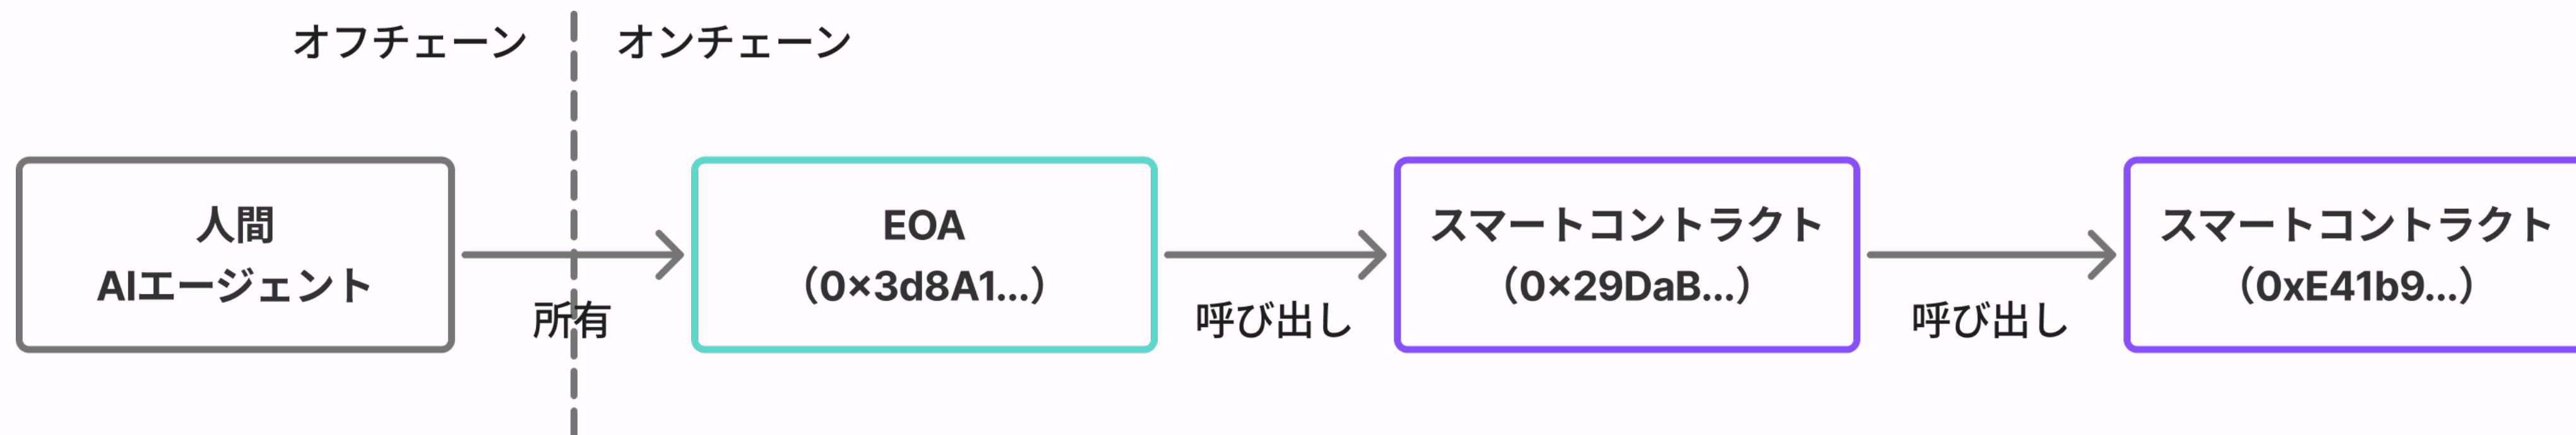 オフチェーン
オンチェーン
人間
AIエージェント
所有
EOA
（0×3d8A1...）
呼び出し
スマートコントラクト
（0×29DaB...）
呼び出し
スマートコントラクト
（0xE41b9...）